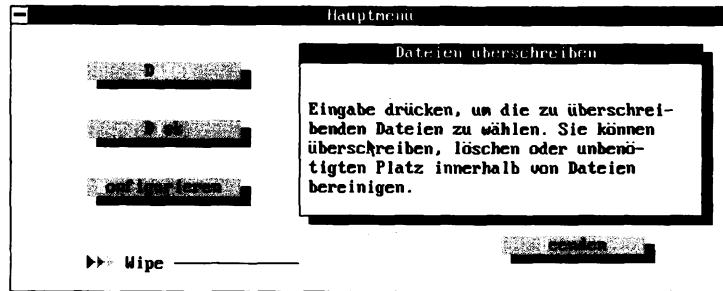 Hauptmenü
Dateien überschreiben
Eingabe drücken, um die zu überschrei-
benden Dateien zu wählen. Sie können
überschreiben, löschen oder unbenö-
tigten Platz innerhalb von Dateien
bereinigen.
onfigurieren
Wipe